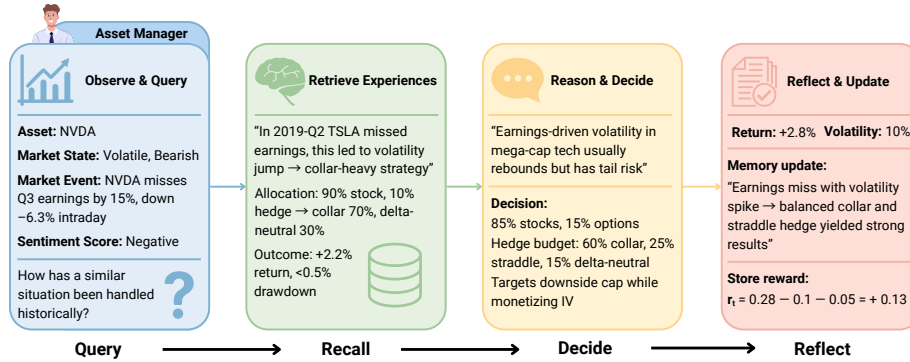 Asset Manager
Observe & Query
Asset: NVDA
Market State: Volatile, Bearish
Market Event: NVDA misses
Q3 earnings by 15%, down
−6.3% intraday
Sentiment Score: Negative
How has a similar
situation been handled
historically?
?
Retrieve Experiences
“In 2019-Q2 TSLA missed
earnings, this led to volatility
jump → collar-heavy strategy”
Allocation: 90% stock, 10%
hedge → collar 70%, delta-
neutral 30%
Outcome: +2.2%
return, <0.5%
drawdown
Reason & Decide
“Earnings-driven volatility in
mega-cap tech usually
rebounds but has tail risk”
Decision:
85% stocks, 15% options
Hedge budget: 60% collar, 25%
straddle, 15% delta-neutral
Targets downside cap while
monetizing IV
Reflect & Update
Return: +2.8% Volatility: 10%
Memory update:
“Earnings miss with volatility
spike → balanced collar and
straddle hedge yielded strong
results”
Store reward:
rₜ = 0.28 − 0.1 − 0.05 = + 0.13
Query → Recall → Decide → Reflect